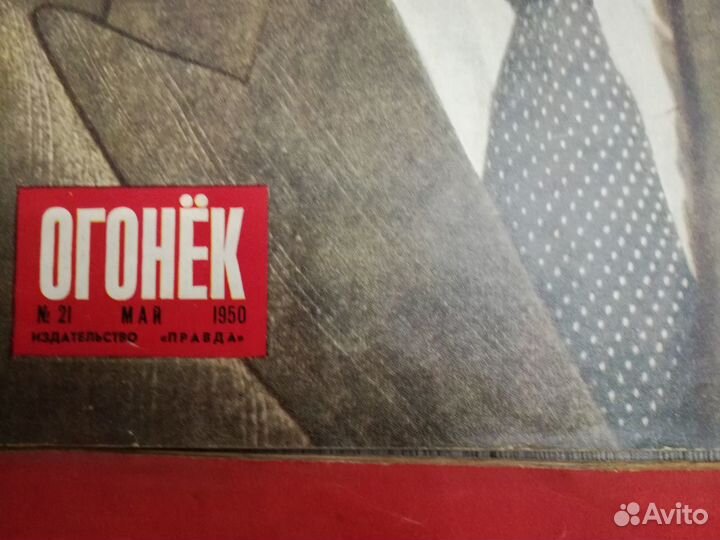 ОГОНЁК
№ 21 МАЙ 1950
ИЗДАТЕЛЬСТВО «ПРАВДА»
Avito